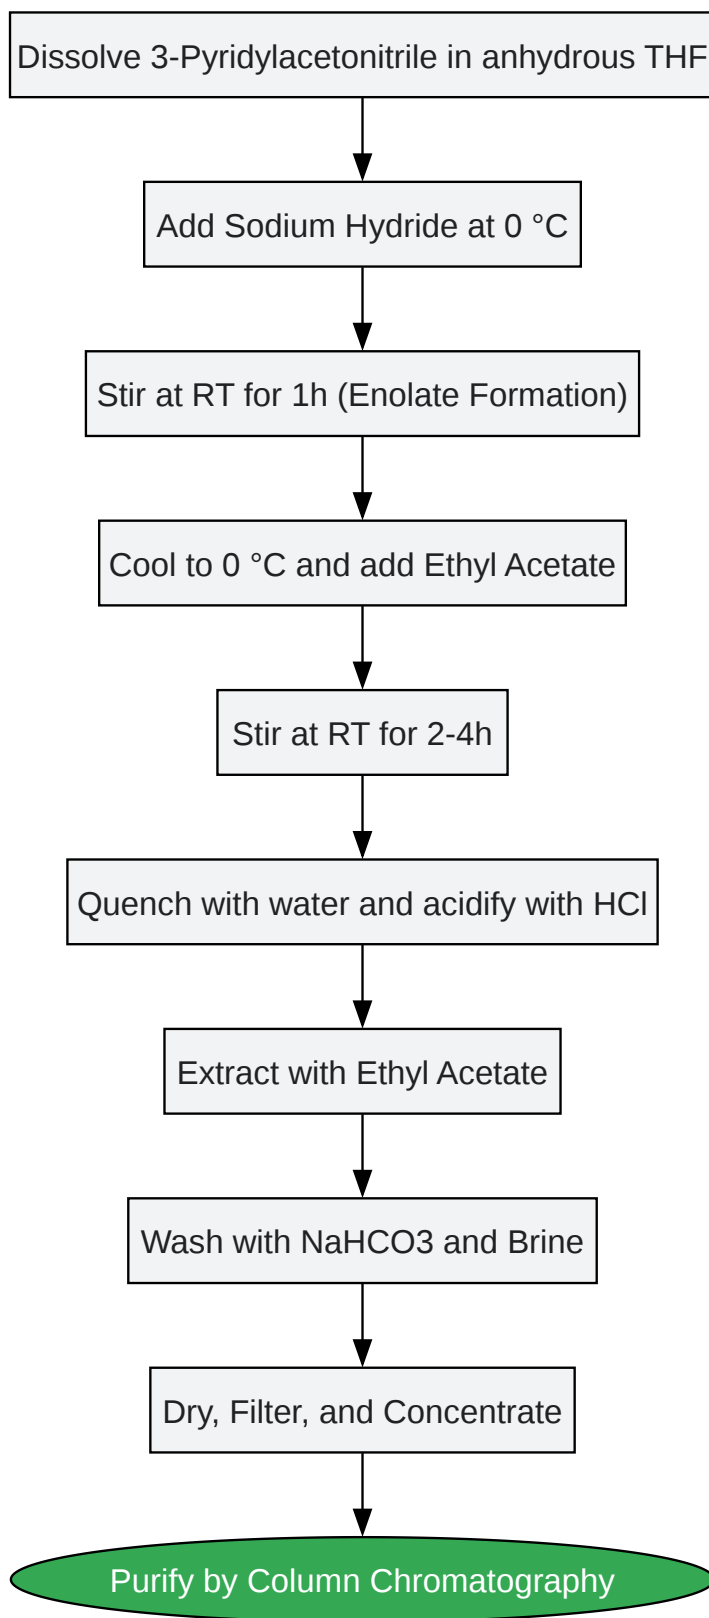 Dissolve 3-Pyridylacetonitrile in anhydrous THF
Add Sodium Hydride at 0 °C
Stir at RT for 1h (Enolate Formation)
Cool to 0 °C and add Ethyl Acetate
Stir at RT for 2-4h
Quench with water and acidify with HCl
Extract with Ethyl Acetate
Wash with NaHCO3 and Brine
Dry, Filter, and Concentrate
Purify by Column Chromatography